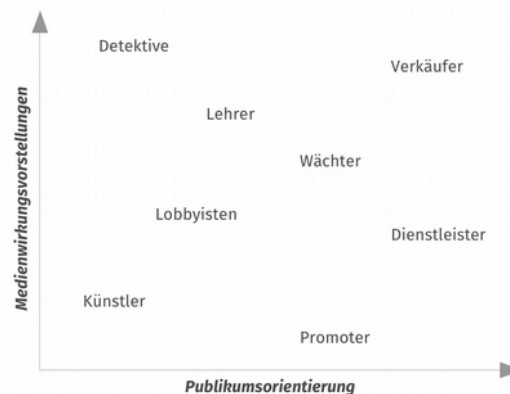 Detektive
Verkäufer
Lehrer
Wächter
Lobbyisten
Dienstleister
Künstler
Promoter
Medienwirkungsvorstellungen
Publikumsorientierung